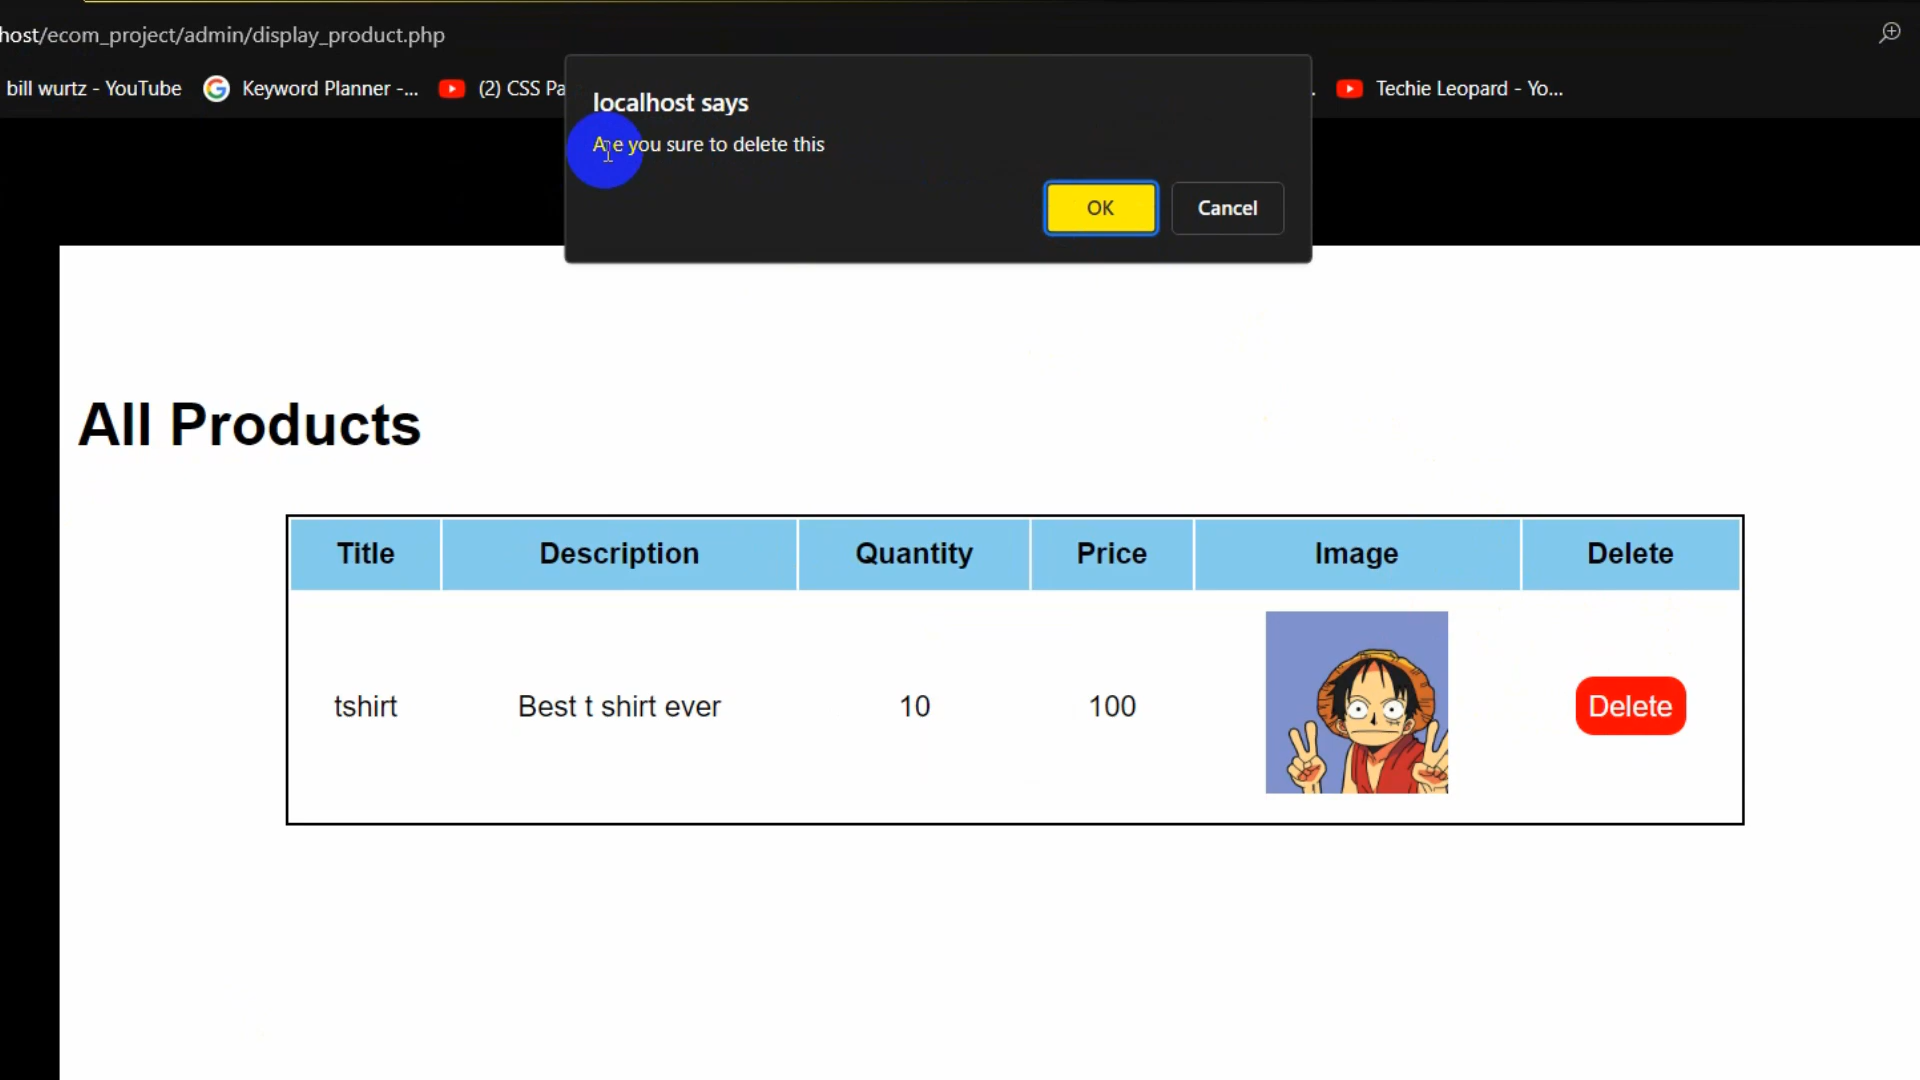 host/ecom_project/admin/display_product.php
bill wurtz - YouTube
Keyword Planner -...
(2) CSS Pa
Techie Leopard - Yo...
localhost says
Are you sure to delete this
OK
Cancel
All Products
Title Description Quantity Price Image Delete
tshirt Best t shirt ever 10 100 Delete